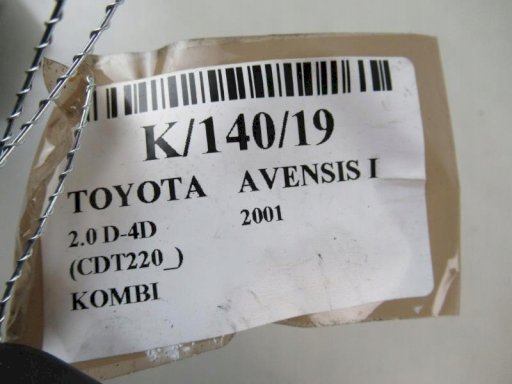 K/140/19
TOYOTA AVENSIS I
2.0 D-4D 2001
(CDT220_)
KOMBI